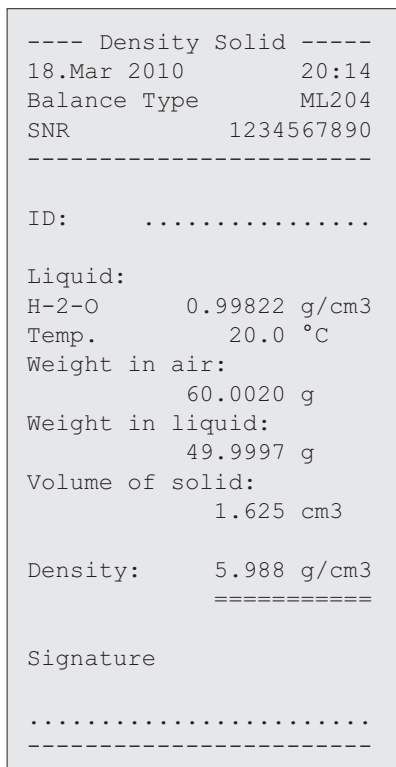 ---- Density Solid -----
18.Mar 2010        20:14
Balance Type       ML204
SNR           1234567890
------------------------
ID:     ................
Liquid:
H-2-O      0.99822 g/cm3
Temp.         20.0 °C
Weight in air:
           60.0020 g
Weight in liquid:
           49.9997 g
Volume of solid:
             1.625 cm3
Density:     5.988 g/cm3
             ===========
Signature
........................
------------------------